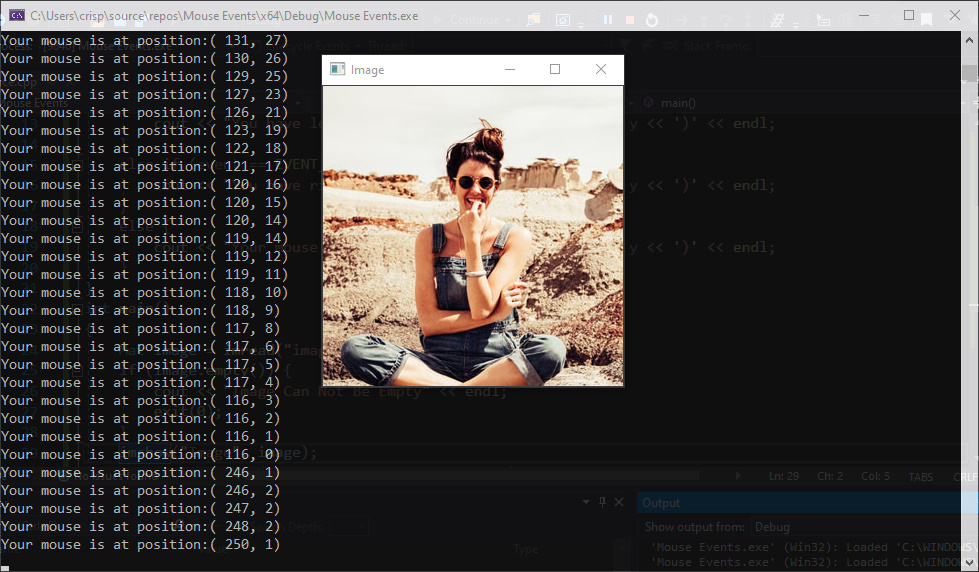 C:\Users\crisp\source\repos\Mouse Events\x64\Debug\Mouse Events.exe
Continue
Your mouse is at position:( 131, 27)
Your mouse is at position:( 130, 26)
Your mouse is at position:( 129, 25)
Your mouse is at position:( 127, 23)
Your mouse is at position:( 126, 21)
Your mouse is at position:( 123, 19)
Your mouse is at position:( 122, 18)
Your mouse is at position:( 121, 17)
Your mouse is at position:( 120, 16)
Your mouse is at position:( 120, 15)
Your mouse is at position:( 120, 14)
Your mouse is at position:( 119, 14)
Your mouse is at position:( 119, 12)
Your mouse is at position:( 119, 11)
Your mouse is at position:( 118, 10)
Your mouse is at position:( 118, 9)
Your mouse is at position:( 117, 8)
Your mouse is at position:( 117, 6)
Your mouse is at position:( 117, 5)
Your mouse is at position:( 117, 4)
Your mouse is at position:( 116, 3)
Your mouse is at position:( 116, 2)
Your mouse is at position:( 116, 1)
Your mouse is at position:( 116, 0)
Your mouse is at position:( 246, 1)
Your mouse is at position:( 246, 2)
Your mouse is at position:( 247, 2)
Your mouse is at position:( 248, 2)
Your mouse is at position:( 250, 1)
Image
Stack Frame:
main()
y << ')' << endl;
y << ')' << endl;
y << ')' << endl;
Can Not Be Empty" << endl;
exit(0);
image);
Ln: 29 Ch: 2 Col: 5 TABS CRLF
Output
Show output from: Debug
Type
'Mouse Events.exe' (Win32): Loaded 'C:\WINDOWS\
'Mouse Events.exe' (Win32): Loaded 'C:\WINDOWS\